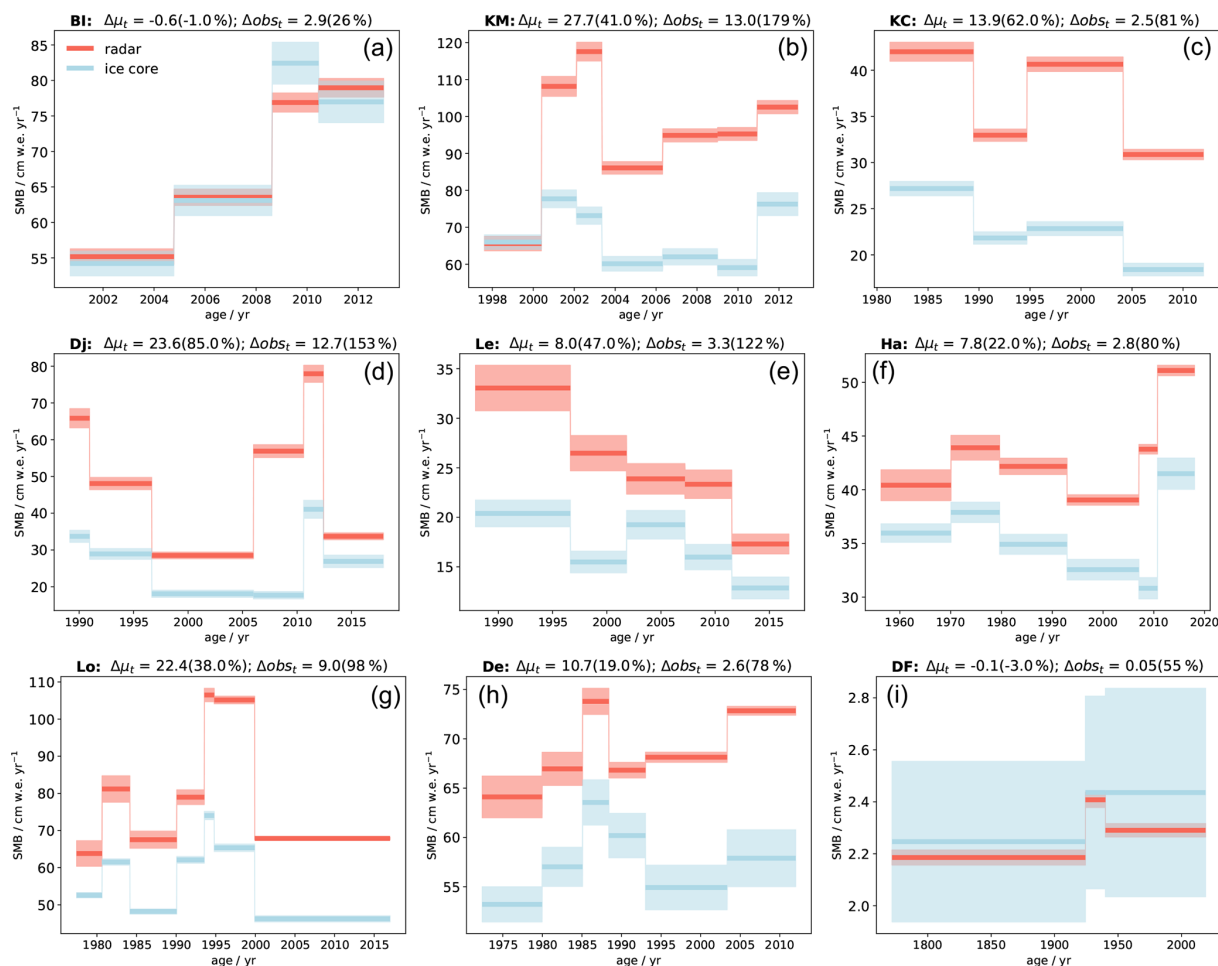 BI: Δμₜ = -0.6(-1.0 %); Δobsₜ = 2.9(26 %)
(a)
radar
ice core
SMB / cm w.e. yr⁻¹
85
80
75
70
65
60
55
2002 2004 2006 2008 2010 2012
age / yr
KM: Δμₜ = 27.7(41.0 %); Δobsₜ = 13.0(179 %)
(b)
SMB / cm w.e. yr⁻¹
120
110
100
90
80
70
60
1998 2000 2002 2004 2006 2008 2010 2012
age / yr
KC: Δμₜ = 13.9(62.0 %); Δobsₜ = 2.5(81 %)
(c)
SMB / cm w.e. yr⁻¹
40
35
30
25
20
1980 1985 1990 1995 2000 2005 2010
age / yr
Dj: Δμₜ = 23.6(85.0 %); Δobsₜ = 12.7(153 %)
(d)
SMB / cm w.e. yr⁻¹
80
70
60
50
40
30
20
1990 1995 2000 2005 2010 2015
age / yr
Le: Δμₜ = 8.0(47.0 %); Δobsₜ = 3.3(122 %)
(e)
SMB / cm w.e. yr⁻¹
35
30
25
20
15
1990 1995 2000 2005 2010 2015
age / yr
Ha: Δμₜ = 7.8(22.0 %); Δobsₜ = 2.8(80 %)
(f)
SMB / cm w.e. yr⁻¹
50
45
40
35
30
1960 1970 1980 1990 2000 2010 2020
age / yr
Lo: Δμₜ = 22.4(38.0 %); Δobsₜ = 9.0(98 %)
(g)
SMB / cm w.e. yr⁻¹
110
100
90
80
70
60
50
1980 1985 1990 1995 2000 2005 2010 2015
age / yr
De: Δμₜ = 10.7(19.0 %); Δobsₜ = 2.6(78 %)
(h)
SMB / cm w.e. yr⁻¹
75
70
65
60
55
1975 1980 1985 1990 1995 2000 2005 2010
age / yr
DF: Δμₜ = -0.1(-3.0 %); Δobsₜ = 0.05(55 %)
(i)
SMB / cm w.e. yr⁻¹
2.8
2.6
2.4
2.2
2.0
1800 1850 1900 1950 2000
age / yr